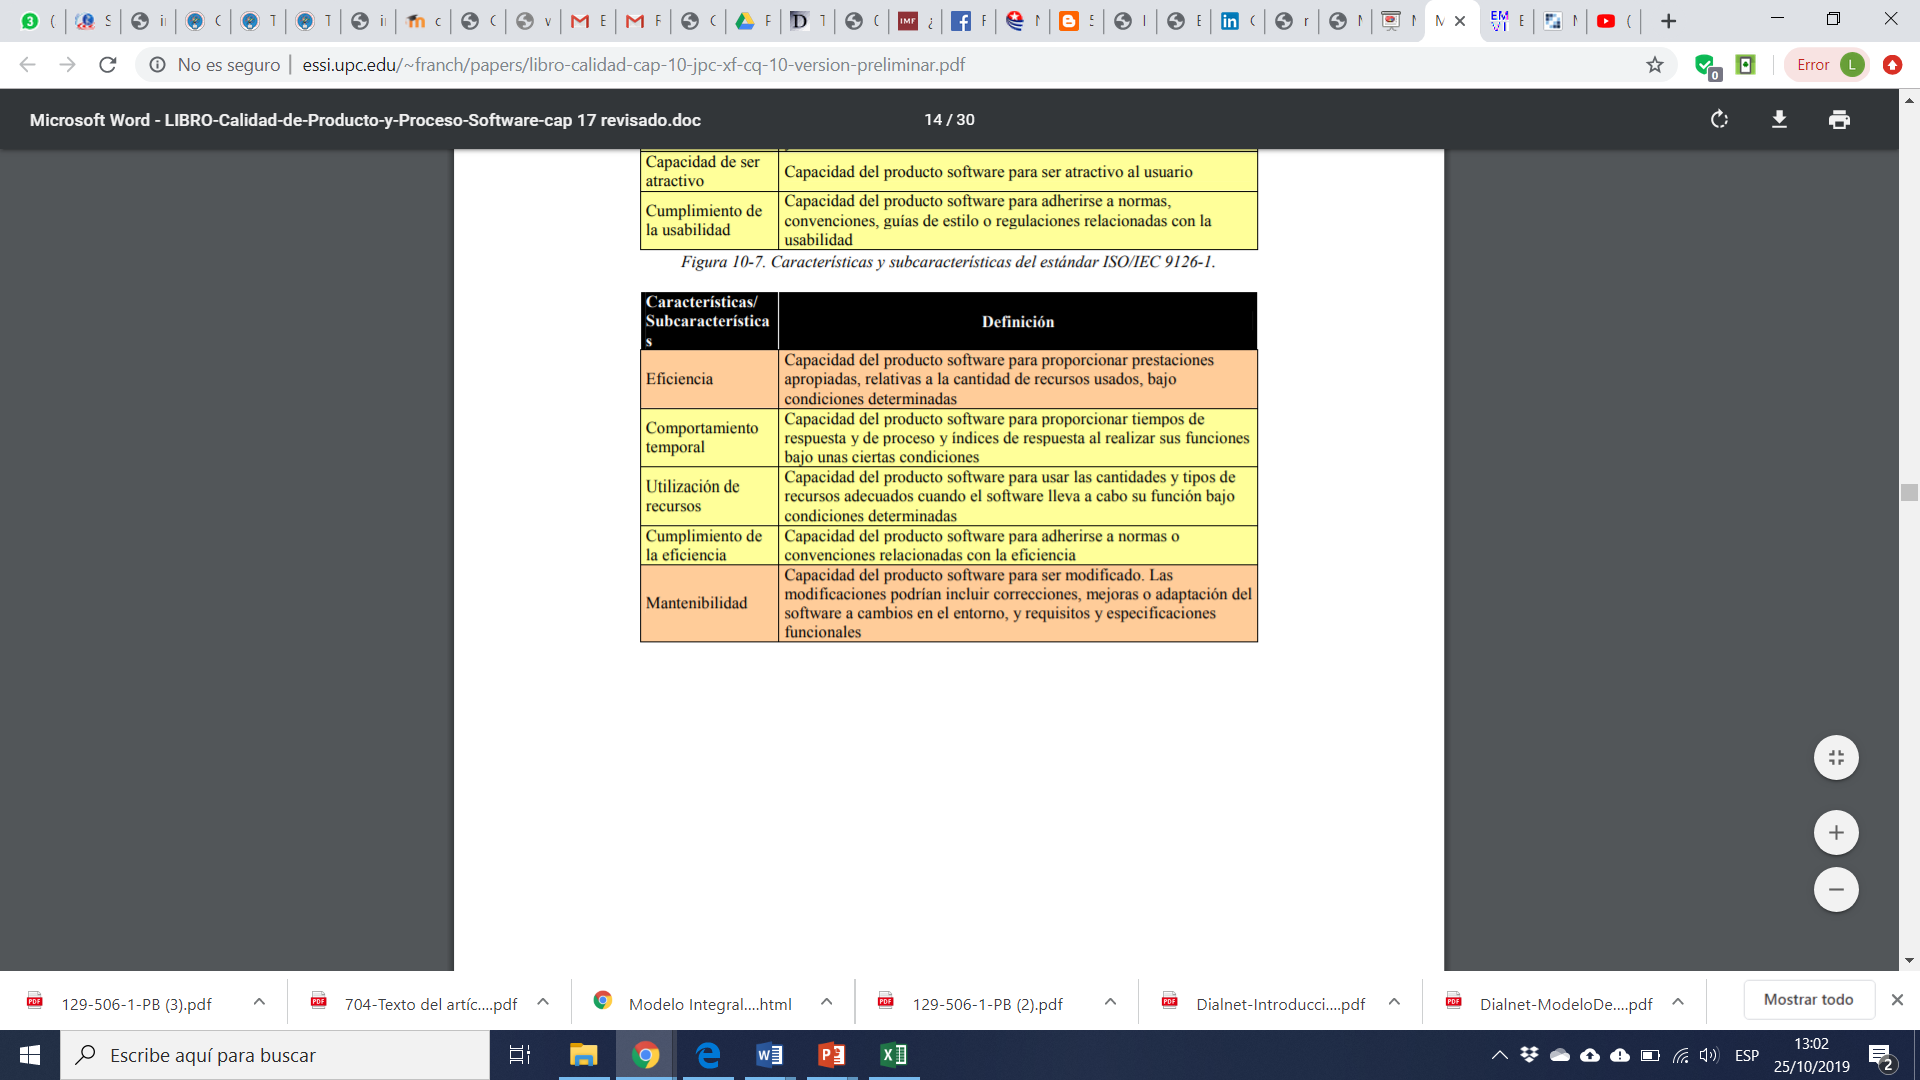 No es seguro
essi.upc.edu/~franch/papers/libro-calidad-cap-10-jpc-xf-cq-10-version-preliminar.pdf
0
Error
L
Microsoft Word - LIBRO-Calidad-de-Producto-y-Proceso-Software-cap 17 revisado.doc
14 / 30
Capacidad de ser
atractivo
Capacidad del producto software para ser atractivo al usuario
Cumplimiento de
la usabilidad
Capacidad del producto software para adherirse a normas,
convenciones, guías de estilo o regulaciones relacionadas con la
usabilidad
Figura 10-7. Características y subcaracterísticas del estándar ISO/IEC 9126-1.
Características/
Subcaracterística
s
Definición
Eficiencia
Capacidad del producto software para proporcionar prestaciones
apropiadas, relativas a la cantidad de recursos usados, bajo
condiciones determinadas
Comportamiento
temporal
Capacidad del producto software para proporcionar tiempos de
respuesta y de proceso y índices de respuesta al realizar sus funciones
bajo unas ciertas condiciones
Utilización de
recursos
Capacidad del producto software para usar las cantidades y tipos de
recursos adecuados cuando el software lleva a cabo su función bajo
condiciones determinadas
Cumplimiento de
la eficiencia
Capacidad del producto software para adherirse a normas o
convenciones relacionadas con la eficiencia
Mantenibilidad
Capacidad del producto software para ser modificado. Las
modificaciones podrían incluir correcciones, mejoras o adaptación del
software a cambios en el entorno, y requisitos y especificaciones
funcionales
129-506-1-PB (3).pdf
704-Texto del artíc....pdf
Modelo Integral....html
129-506-1-PB (2).pdf
Dialnet-Introducci....pdf
Dialnet-ModeloDe....pdf
Mostrar todo
Escribe aquí para buscar
ESP
13:02
25/10/2019
2